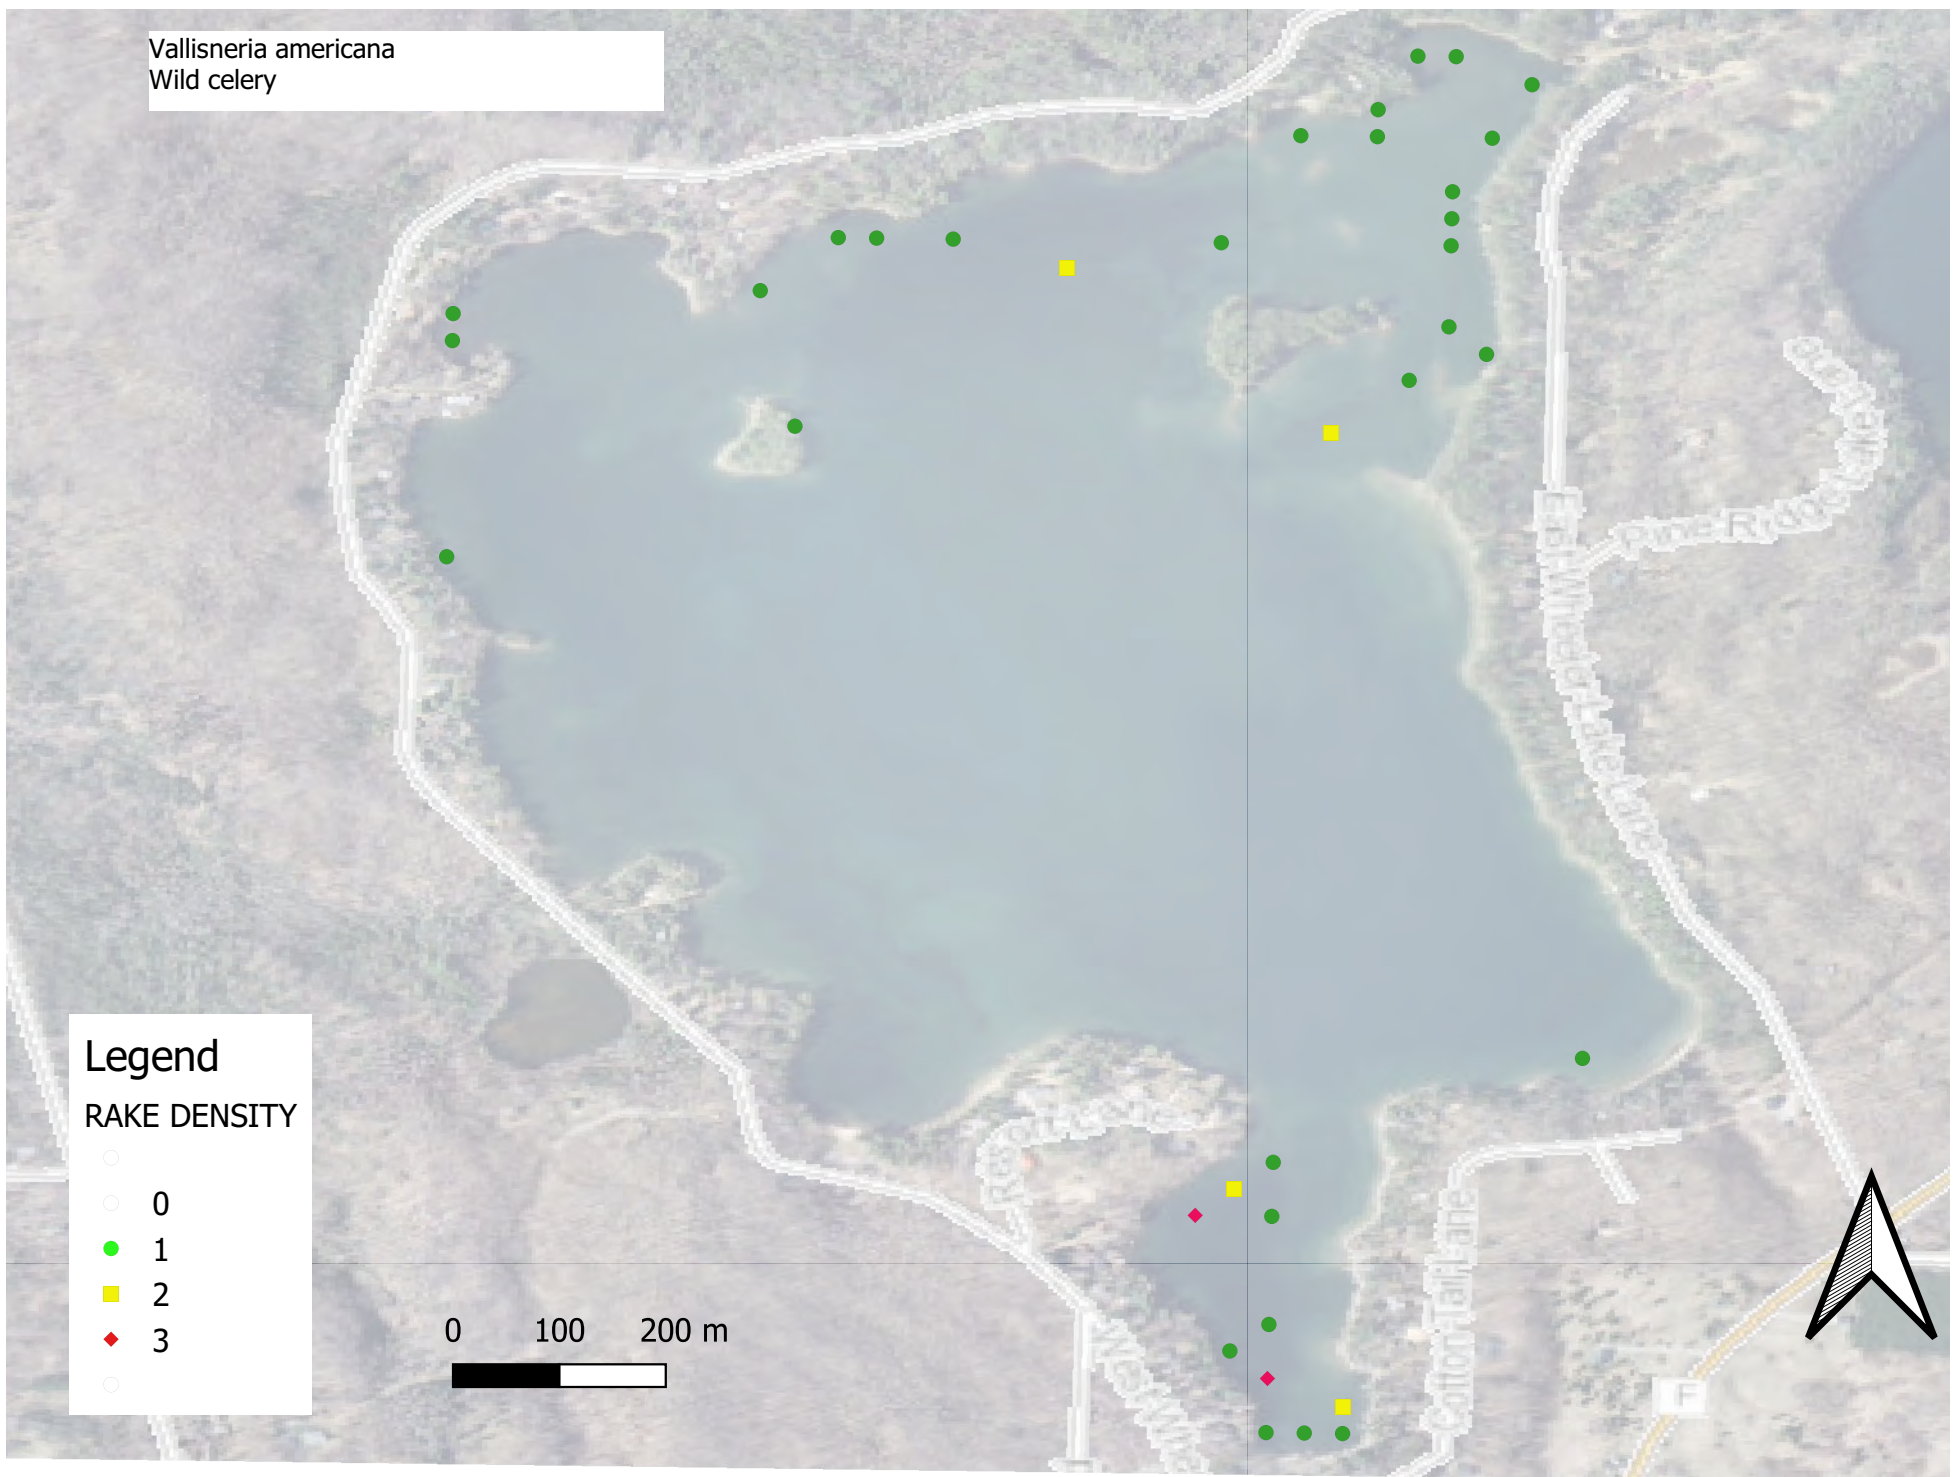 Vallisneria americana
Wild celery
Legend
RAKE DENSITY
0
1
2
3
0 100 200 m
F